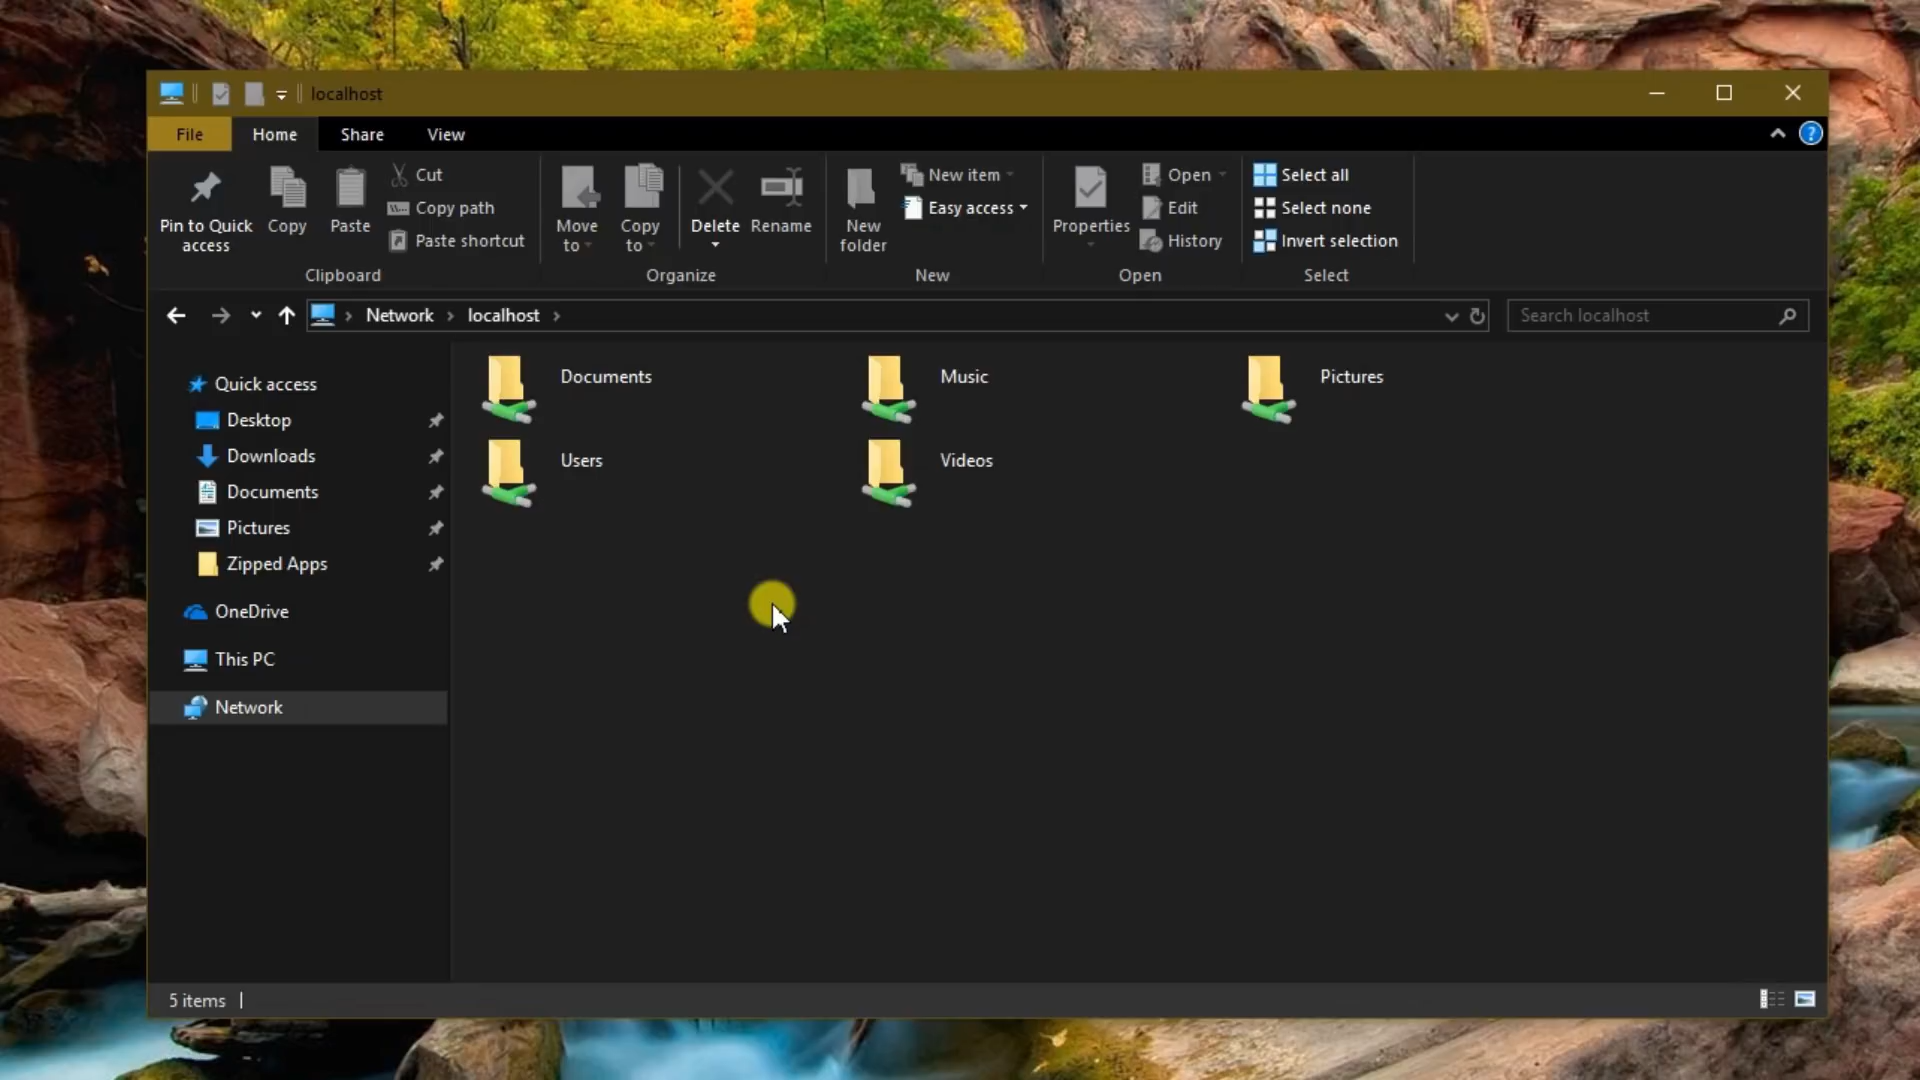 localhost
File Home Share View
Pin to Quick access
Copy
Paste
Cut
Copy path
Paste shortcut
Clipboard
Move to
Copy to
Delete
Rename
Organize
New folder
New item
Easy access
New
Properties
Open
Edit
History
Open
Select all
Select none
Invert selection
Select
Network localhost
Search localhost
Quick access
Desktop
Downloads
Documents
Pictures
Zipped Apps
OneDrive
This PC
Network
Documents Music Pictures
Users Videos
5 items